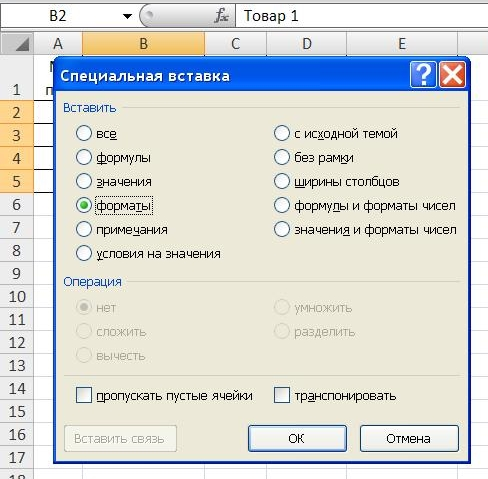 B2 fx Товар 1
A B C D E
1
Специальная вставка
Вставить
все с исходной темой
формулы без рамки
значения ширины столбцов
форматы формулы и форматы чисел
примечания значения и форматы чисел
условия на значения
Операция
нет умножить
сложить разделить
вычесть
пропускать пустые ячейки транспонировать
Вставить связь ОК Отмена
2
3
4
5
6
7
8
9
10
11
12
13
14
15
16
17
18